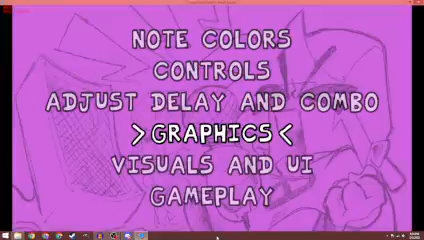 NOTE COLORS
CONTROLS
ADJUST DELAY AND COMBO
>GRAPHICS<
VISUALS AND UI
GAMEPLAY